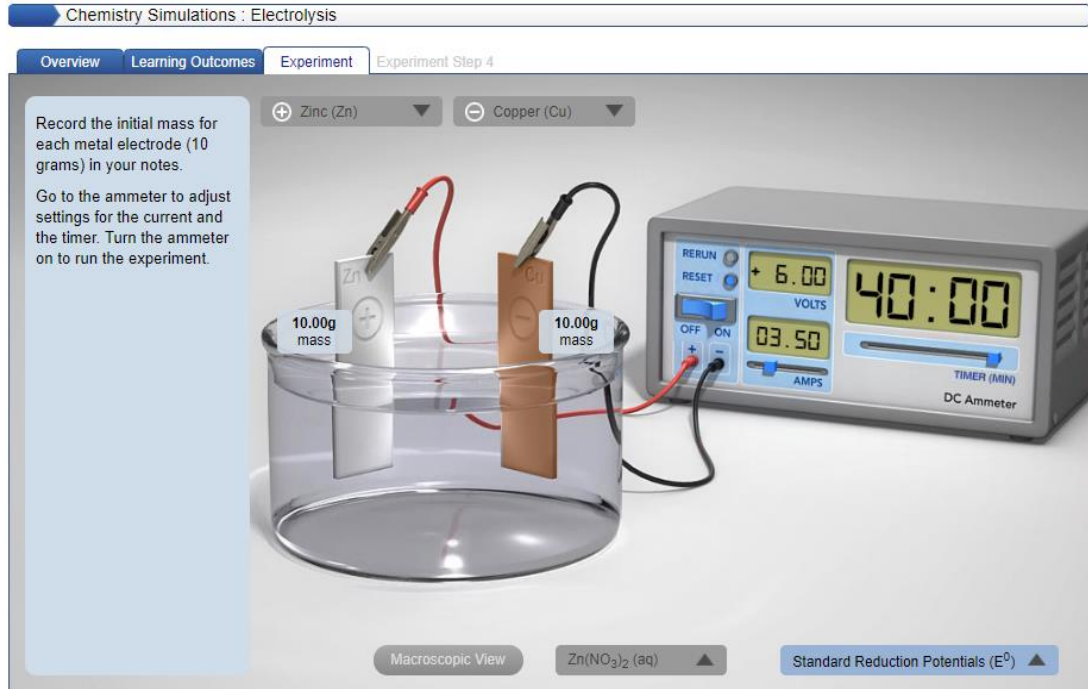 Chemistry Simulations : Electrolysis
Overview
Learning Outcomes
Experiment
Experiment Step 4
Record the initial mass for
each metal electrode (10
grams) in your notes.
Go to the ammeter to adjust
settings for the current and
the timer. Turn the ammeter
on to run the experiment.
+ Zinc (Zn)
− Copper (Cu)
Zn
+
Cu
−
10.00g
mass
10.00g
mass
RERUN
RESET
OFF ON
+ −
+ 6.00
VOLTS
03.50
AMPS
40:00
TIMER (MIN)
DC Ammeter
Macroscopic View
Zn(NO₃)₂ (aq)
Standard Reduction Potentials (E⁰)